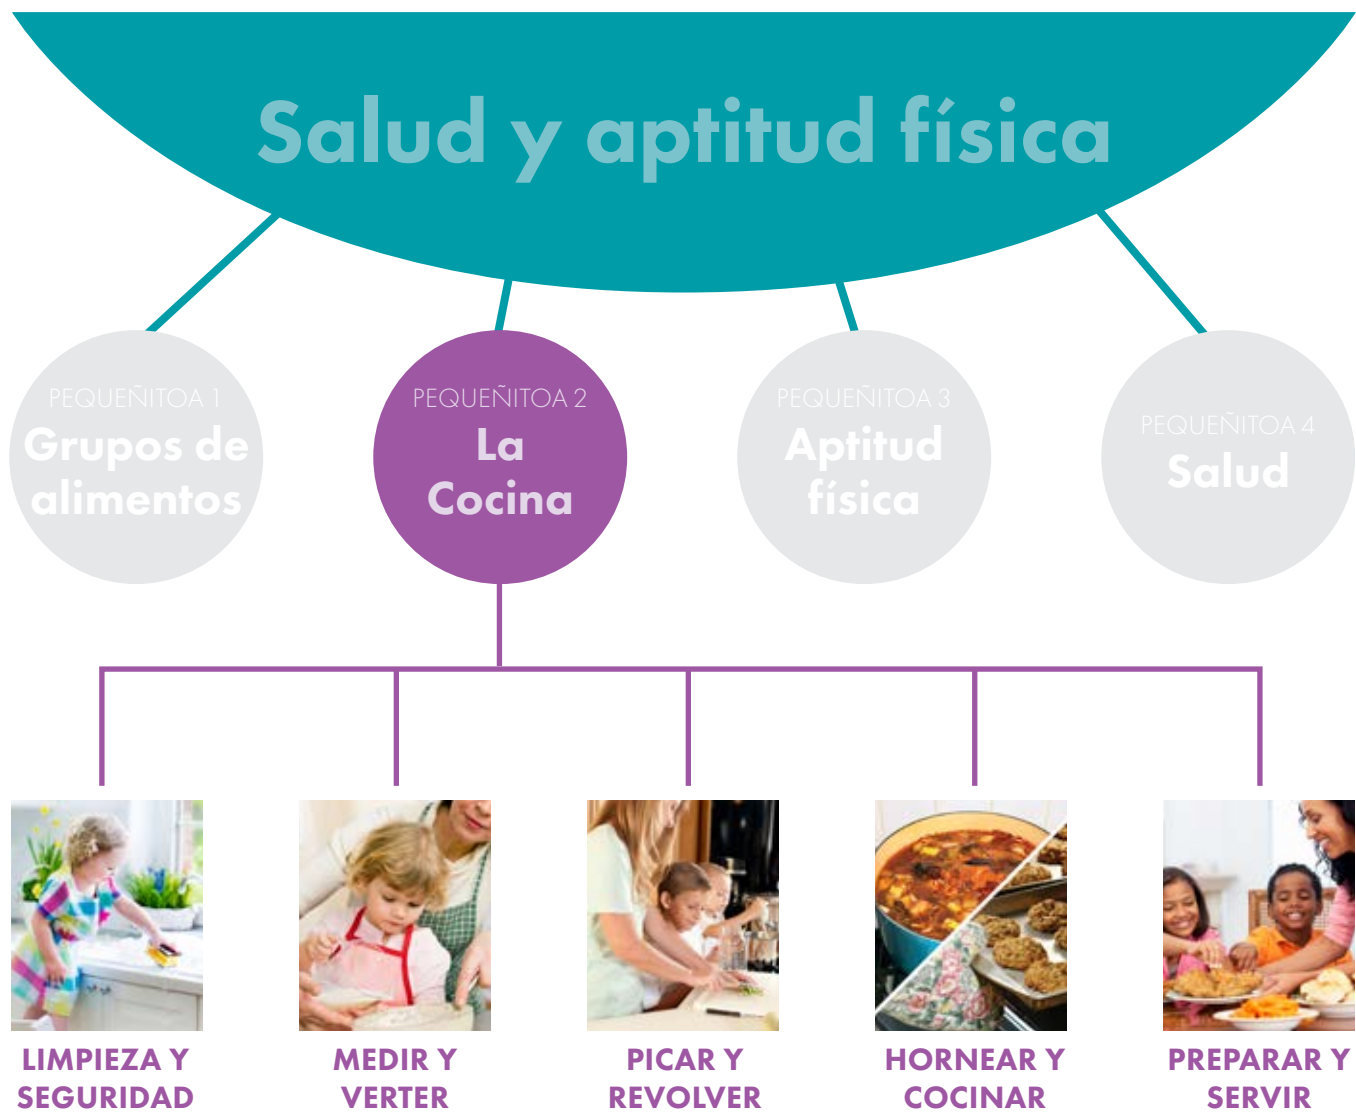 Salud y aptitud física
PEQUEÑITOA 1
Grupos de
alimentos
PEQUEÑITOA 2
La
Cocina
PEQUEÑITOA 3
Aptitud
física
PEQUEÑITOA 4
Salud
LIMPIEZA Y
SEGURIDAD
MEDIR Y
VERTER
PICAR Y
REVOLVER
HORNEAR Y
COCINAR
PREPARAR Y
SERVIR